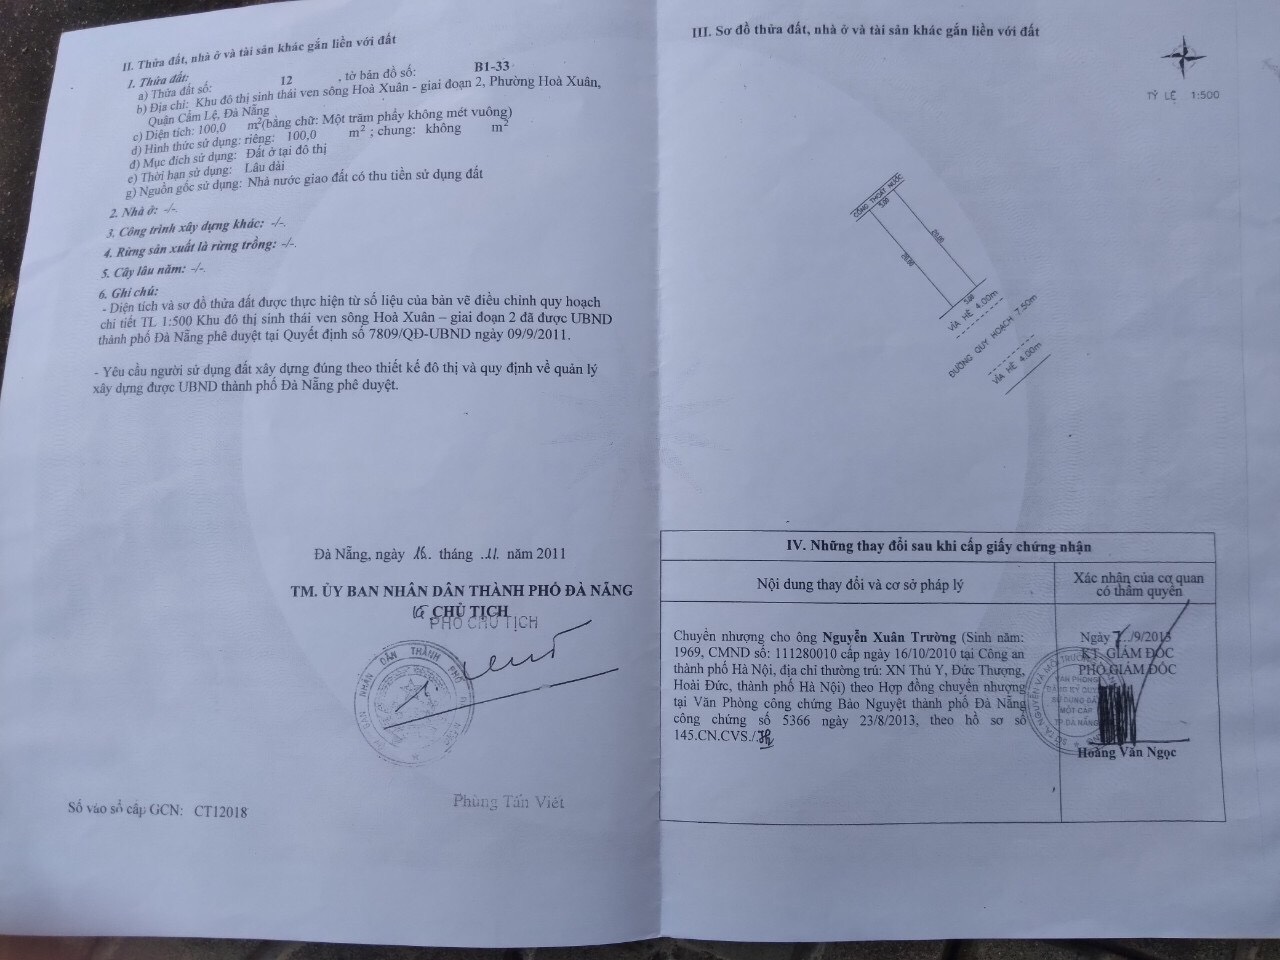 II. Thửa đất, nhà ở và tài sản khác gắn liền với đất
1. Thửa đất:
a) Thửa đất số: 12 , tờ bản đồ số: B1-33
b) Địa chỉ: Khu đô thị sinh thái ven sông Hoà Xuân - giai đoạn 2, Phường Hoà Xuân,
Quận Cẩm Lệ, Đà Nẵng
c) Diện tích: 100,0 m²(bằng chữ: Một trăm phẩy không mét vuông)
d) Hình thức sử dụng: riêng: 100,0 m² ; chung: không m²
đ) Mục đích sử dụng: Đất ở tại đô thị
e) Thời hạn sử dụng: Lâu dài
g) Nguồn gốc sử dụng: Nhà nước giao đất có thu tiền sử dụng đất
2. Nhà ở: -/-.
3. Công trình xây dựng khác: -/-.
4. Rừng sản xuất là rừng trồng: -/-.
5. Cây lâu năm: -/-.
6. Ghi chú:
- Diện tích và sơ đồ thửa đất được thực hiện từ số liệu của bản vẽ điều chỉnh quy hoạch
chi tiết TL 1:500 Khu đô thị sinh thái ven sông Hoà Xuân – giai đoạn 2 đã được UBND
thành phố Đà Nẵng phê duyệt tại Quyết định số 7809/QĐ-UBND ngày 09/9/2011.
- Yêu cầu người sử dụng đất xây dựng đúng theo thiết kế đô thị và quy định về quản lý
xây dựng được UBND thành phố Đà Nẵng phê duyệt.
Đà Nẵng, ngày 16 tháng .11. năm 2011
TM. ỦY BAN NHÂN DÂN THÀNH PHỐ ĐÀ NẴNG
CHỦ TỊCH
PHÓ CHỦ TỊCH
Phùng Tấn Viết
Số vào sổ cấp GCN: CT12018
III. Sơ đồ thửa đất, nhà ở và tài sản khác gắn liền với đất
TỶ LỆ 1:500
CỐNG THOÁT NƯỚC
5,00
20,00
20,00
5,00
VỈA HÈ 4.00m
ĐƯỜNG QUY HOẠCH 7.50m
VỈA HÈ 4.00m
IV. Những thay đổi sau khi cấp giấy chứng nhận
Nội dung thay đổi và cơ sở pháp lý
Xác nhận của cơ quan
có thẩm quyền
Chuyển nhượng cho ông Nguyễn Xuân Trường (Sinh năm:
1969, CMND số: 111280010 cấp ngày 16/10/2010 tại Công an
thành phố Hà Nội, địa chỉ thường trú: XN Thú Y, Đức Thượng,
Hoài Đức, thành phố Hà Nội) theo Hợp đồng chuyển nhượng
tại Văn Phòng công chứng Bảo Nguyệt thành phố Đà Nẵng
công chứng số 5366 ngày 23/8/2013, theo hồ sơ số
145.CN.CVS./
Ngày 7../9/2013
KT. GIÁM ĐỐC
PHÓ GIÁM ĐỐC
Hoàng Văn Ngọc